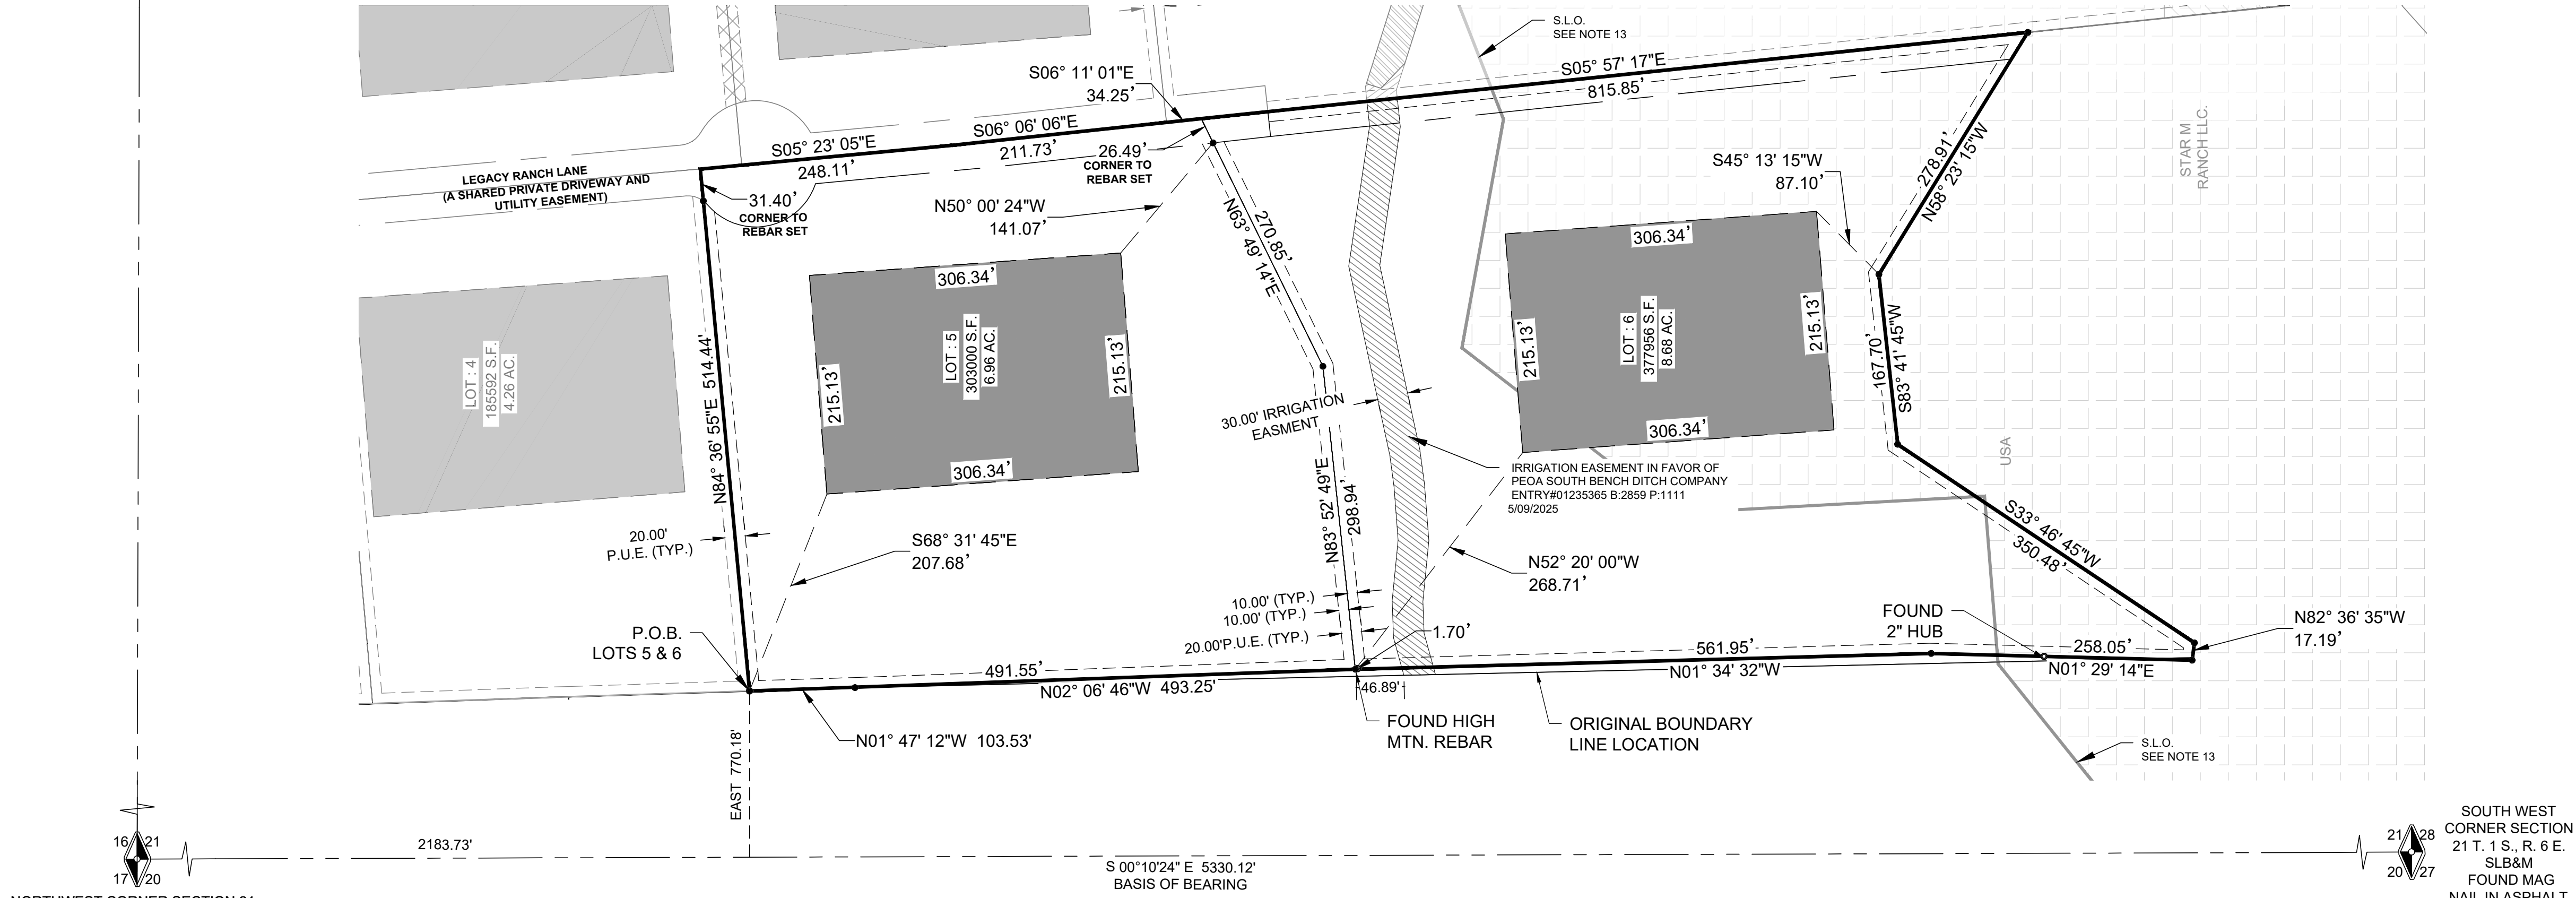 S.L.O.
SEE NOTE 13
S06° 11' 01"E
34.25'
S05° 57' 17"E
815.85'
S05° 23' 05"E
248.11'
S06° 06' 06"E
211.73'
26.49'
CORNER TO
REBAR SET
LEGACY RANCH LANE
(A SHARED PRIVATE DRIVEWAY AND
UTILITY EASEMENT)
31.40'
CORNER TO
REBAR SET
N50° 00' 24"W
141.07'
270.85'
N63° 49' 14"E
S45° 13' 15"W
87.10'
278.91'
N58° 23' 15"W
STAR M
RANCH LLC.
306.34'
LOT : 5
303000 S.F.
6.96 AC.
215.13'
215.13'
306.34'
306.34'
LOT : 6
377956 S.F.
8.68 AC.
215.13'
215.13'
306.34'
LOT : 4
185592 S.F.
4.26 AC.
N84° 36' 55"E  514.44'
167.70'
S83° 41' 45"W
30.00' IRRIGATION
EASMENT
USA
IRRIGATION EASEMENT IN FAVOR OF
PEOA SOUTH BENCH DITCH COMPANY
ENTRY#01235365 B:2859 P:1111
5/09/2025
N83° 52' 49"E
298.94'
20.00'
P.U.E. (TYP.)
S68° 31' 45"E
207.68'
S33° 46' 45"W
350.48'
N52° 20' 00"W
268.71'
10.00' (TYP.)
10.00' (TYP.)
20.00'P.U.E. (TYP.)
1.70'
FOUND
2" HUB
N82° 36' 35"W
17.19'
P.O.B.
LOTS 5 & 6
491.55'
561.95'
258.05'
N02° 06' 46"W  493.25'
N01° 34' 32"W
N01° 29' 14"E
46.89'
N01° 47' 12"W  103.53'
FOUND HIGH
MTN. REBAR
ORIGINAL BOUNDARY
LINE LOCATION
S.L.O.
SEE NOTE 13
EAST  770.18'
16 21
17 20
2183.73'
S 00°10'24" E  5330.12'
BASIS OF BEARING
21 28
20 27
SOUTH WEST
CORNER SECTION
21 T. 1 S., R. 6 E.
SLB&M
FOUND MAG
NAIL IN ASPHALT